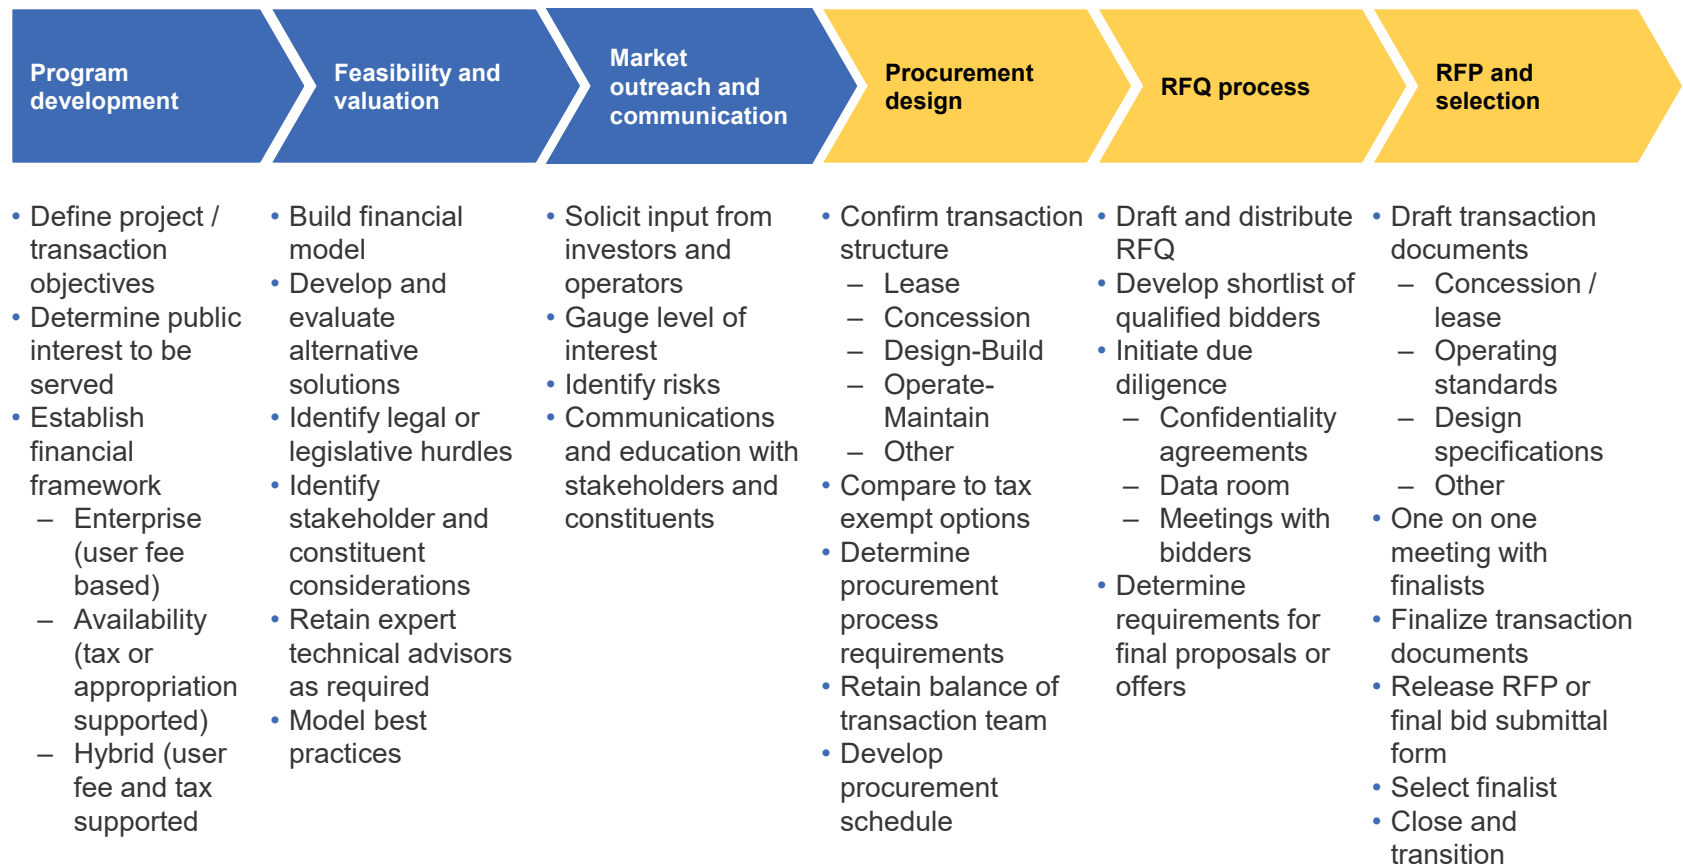 Program
development
Feasibility and
valuation
Market
outreach and
communication
Procurement
design
RFQ process
RFP and
selection
• Define project /
transaction
objectives
• Determine public
interest to be
served
• Establish
financial
framework
– Enterprise
(user fee
based)
– Availability
(tax or
appropriation
supported)
– Hybrid (user
fee and tax
supported
• Build financial
model
• Develop and
evaluate
alternative
solutions
• Identify legal or
legislative hurdles
• Identify
stakeholder and
constituent
considerations
• Retain expert
technical advisors
as required
• Model best
practices
• Solicit input from
investors and
operators
• Gauge level of
interest
• Identify risks
• Communications
and education with
stakeholders and
constituents
• Confirm transaction
structure
– Lease
– Concession
– Design-Build
– Operate-
Maintain
– Other
• Compare to tax
exempt options
• Determine
procurement
process
requirements
• Retain balance of
transaction team
• Develop
procurement
schedule
• Draft and distribute
RFQ
• Develop shortlist of
qualified bidders
• Initiate due
diligence
– Confidentiality
agreements
– Data room
– Meetings with
bidders
• Determine
requirements for
final proposals or
offers
• Draft transaction
documents
– Concession /
lease
– Operating
standards
– Design
specifications
– Other
• One on one
meeting with
finalists
• Finalize transaction
documents
• Release RFP or
final bid submittal
form
• Select finalist
• Close and
transition